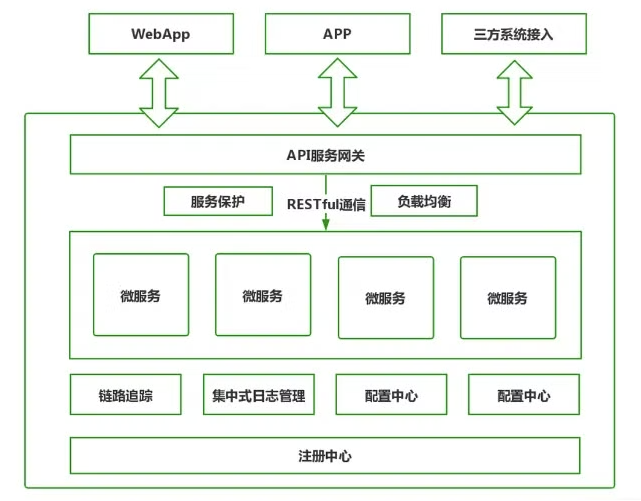 WebApp
APP
三方系统接入
API服务网关
服务保护
RESTful通信
负载均衡
微服务
微服务
微服务
微服务
链路追踪
集中式日志管理
配置中心
配置中心
注册中心